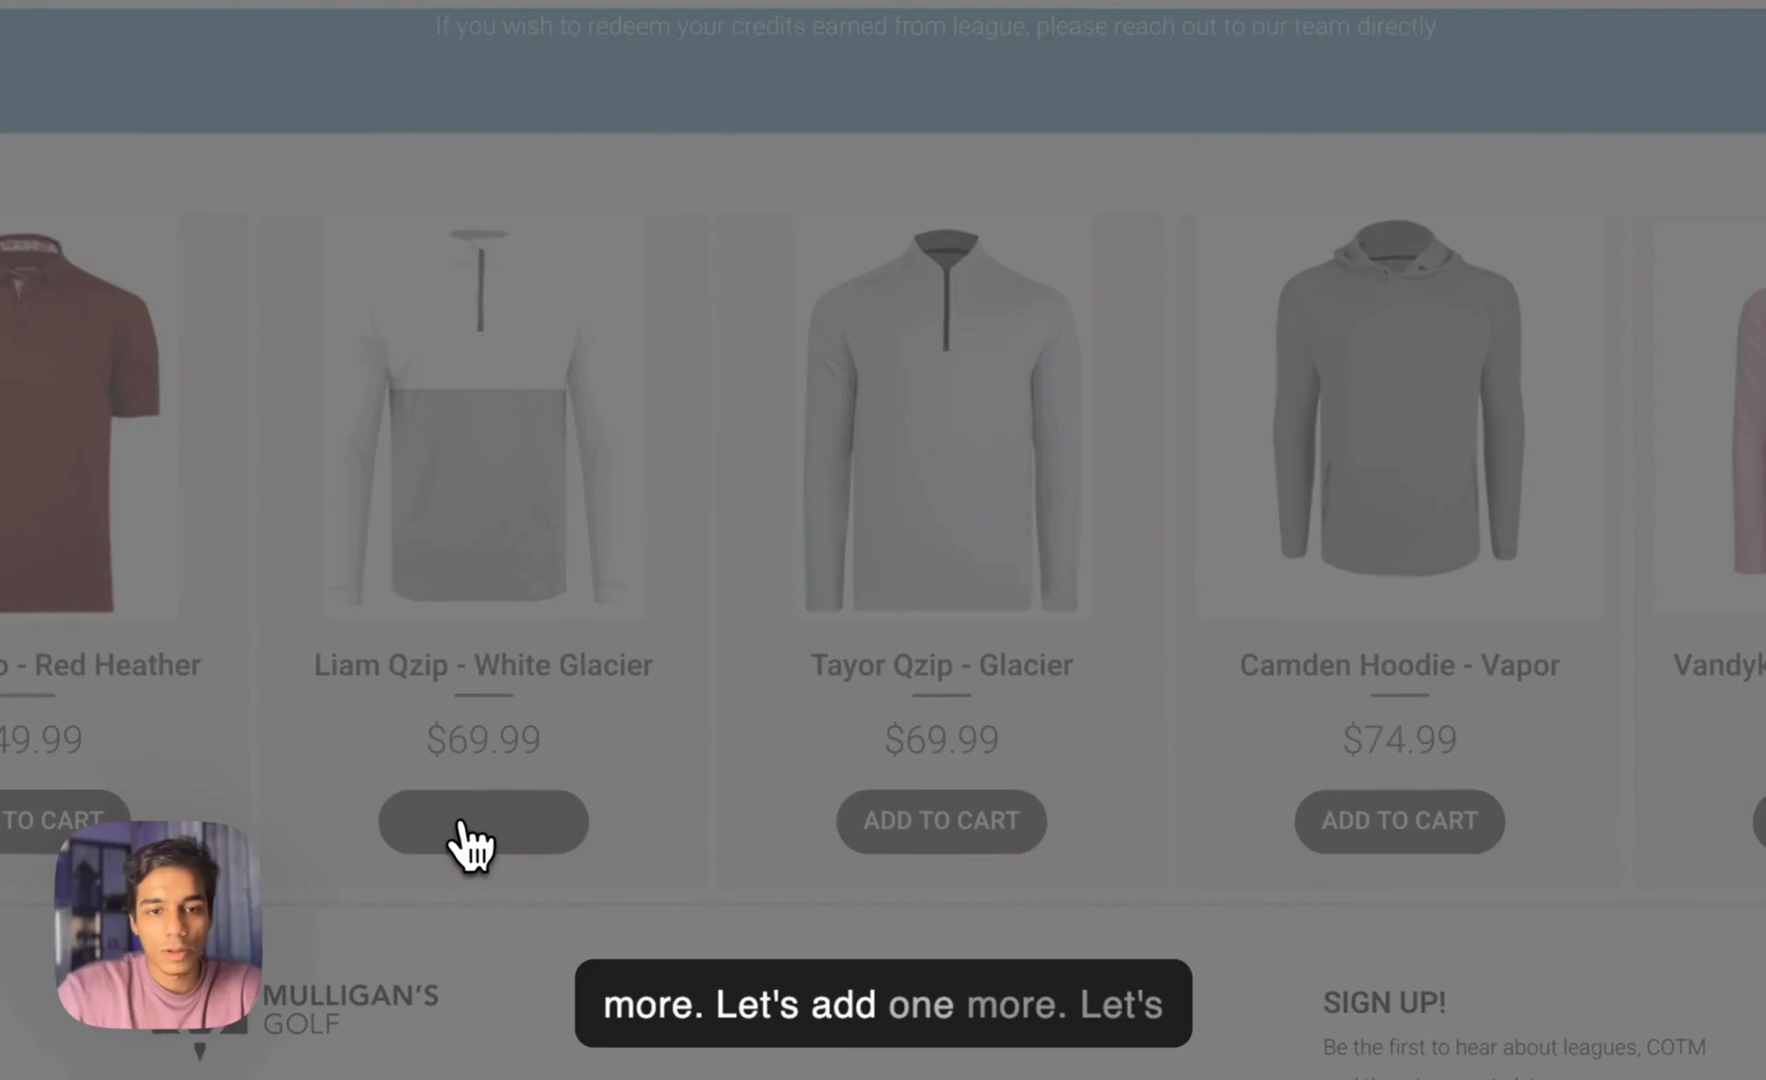 If you wish to redeem your credits earned from league, please reach out to our team directly
o - Red Heather
49.99
TO CART
Liam Qzip - White Glacier
$69.99
Tayor Qzip - Glacier
$69.99
ADD TO CART
Camden Hoodie - Vapor
$74.99
ADD TO CART
Vandyk
MULLIGAN'S
GOLF
more. Let's add one more. Let's
SIGN UP!
Be the first to hear about leagues, COTM